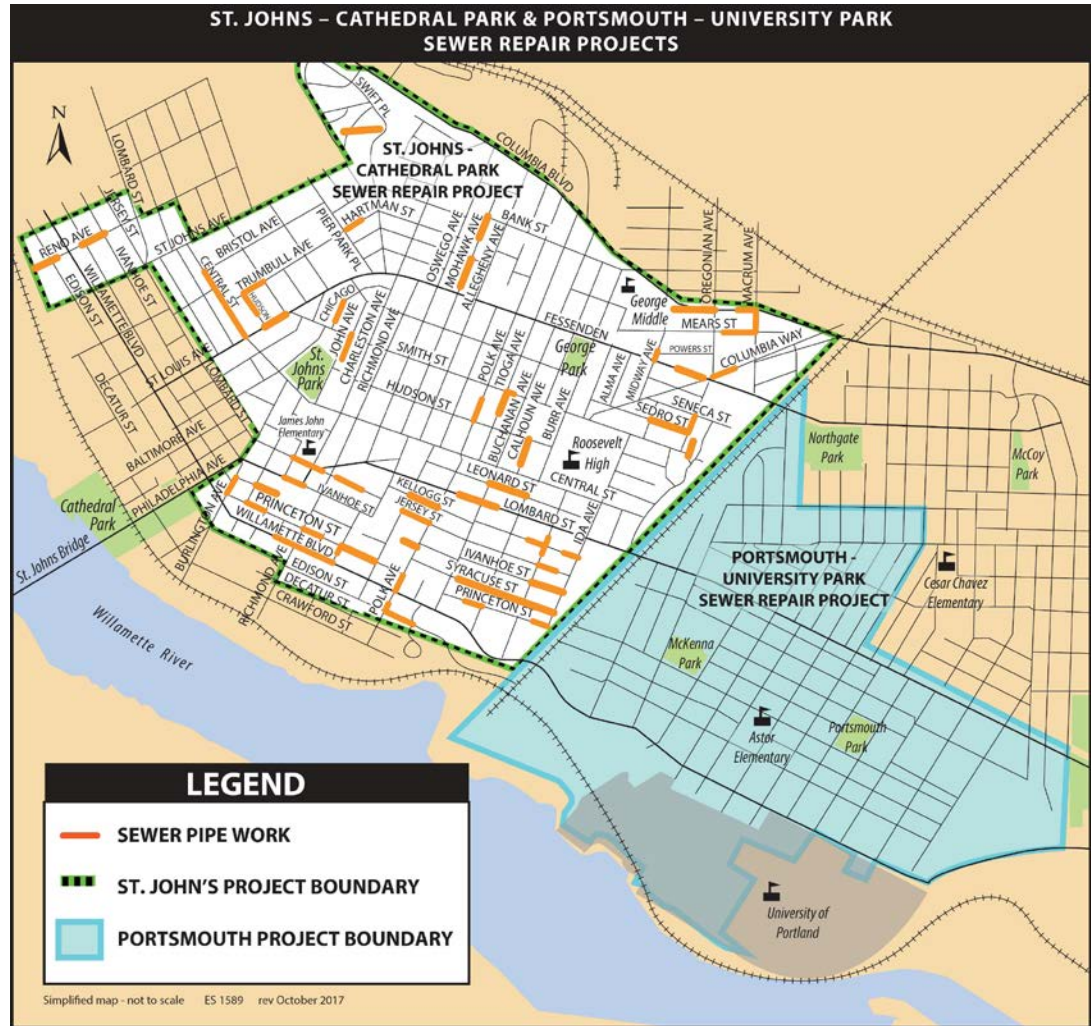 ST. JOHNS – CATHEDRAL PARK & PORTSMOUTH – UNIVERSITY PARK
SEWER REPAIR PROJECTS
N
SWIFT PL
LOMBARD ST
COLUMBIA BLVD
ST. JOHNS -
CATHEDRAL PARK
SEWER REPAIR PROJECT
JERSEY ST
RENO AVE
ST JOHNS AVE
BRISTOL AVE
PIER PARK PL
HARTMAN ST
OSWEGO AVE
MOHAWK AVE
ALLEGHENY AVE
BANK ST
OREGONIAN AVE
MACRUM AVE
IVANHOE ST
WILLAMETTE BLVD
EDISON ST
CENTRAL ST
TRUMBULL AVE
HUDSON
CHICAGO
JOHN AVE
CHARLESTON AVE
RICHMOND AVE
George
Middle
FESSENDEN
MEARS ST
POWERS ST
COLUMBIA WAY
ST LOUIS AVE
LOMBARD ST
DECATUR ST
St.
Johns
Park
SMITH ST
HUDSON ST
POLK AVE
TIOGA AVE
BUCHANAN AVE
CALHOUN AVE
BURR AVE
George
Park
ALMA AVE
MIDWAY AVE
SENECA ST
SEDRO ST
BALTIMORE AVE
PHILADELPHIA AVE
James John
Elementary
Roosevelt
High
Northgate
Park
McCoy
Park
Cathedral
Park
St. Johns Bridge
BURLINGTON AVE
PRINCETON ST
IVANHOE ST
KELLOGG ST
JERSEY ST
LEONARD ST
LOMBARD ST
CENTRAL ST
IDA AVE
WILLAMETTE BLVD
EDISON ST
DECATUR ST
CRAWFORD ST
RICHMOND AVE
POLK AVE
IVANHOE ST
SYRACUSE ST
PRINCETON ST
PORTSMOUTH -
UNIVERSITY PARK
SEWER REPAIR PROJECT
Cesar Chavez
Elementary
Willamette River
McKenna
Park
Astor
Elementary
Portsmouth
Park
University of
Portland
LEGEND
SEWER PIPE WORK
ST. JOHN'S PROJECT BOUNDARY
PORTSMOUTH PROJECT BOUNDARY
Simplified map - not to scale ES 1589 rev October 2017